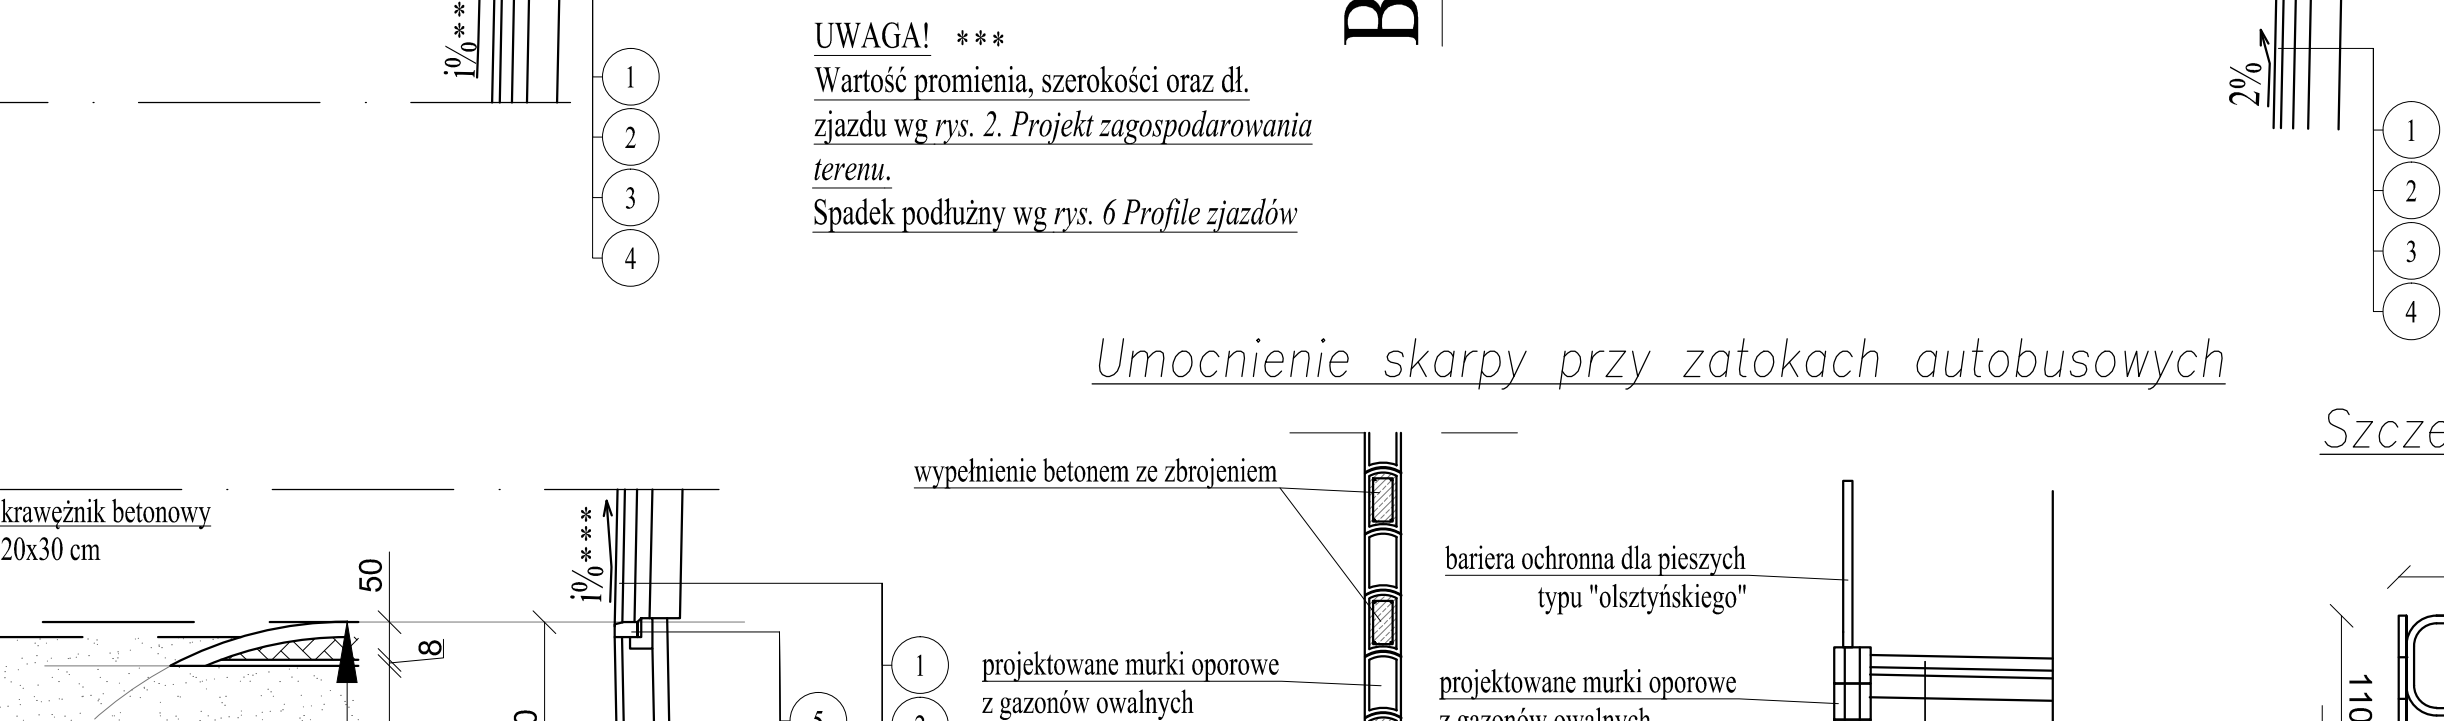 i%***
1
2
3
4
UWAGA! ***
Wartość promienia, szerokości oraz dł.
zjazdu wg rys. 2. Projekt zagospodarowania
terenu.
Spadek podłużny wg rys. 6 Profile zjazdów
B
2%
1
2
3
4
Umocnienie skarpy przy zatokach autobusowych
krawężnik betonowy
20x30 cm
50
8
i%***
1
wypełnienie betonem ze zbrojeniem
projektowane murki oporowe
z gazonów owalnych
bariera ochronna dla pieszych
typu "olsztyńskiego"
projektowane murki oporowe
z gazonów owalnych
110